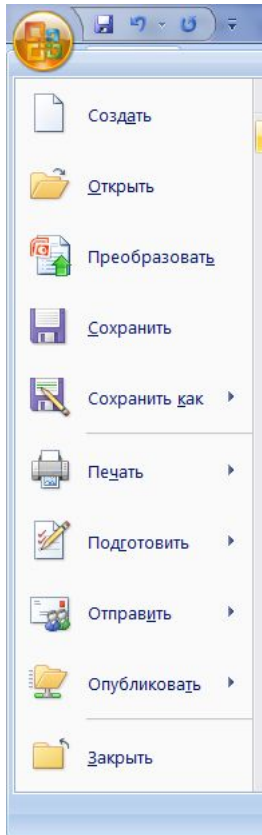 Создать
Открыть
Преобразовать
Сохранить
Сохранить как
Печать
Подготовить
Отправить
Опубликовать
Закрыть